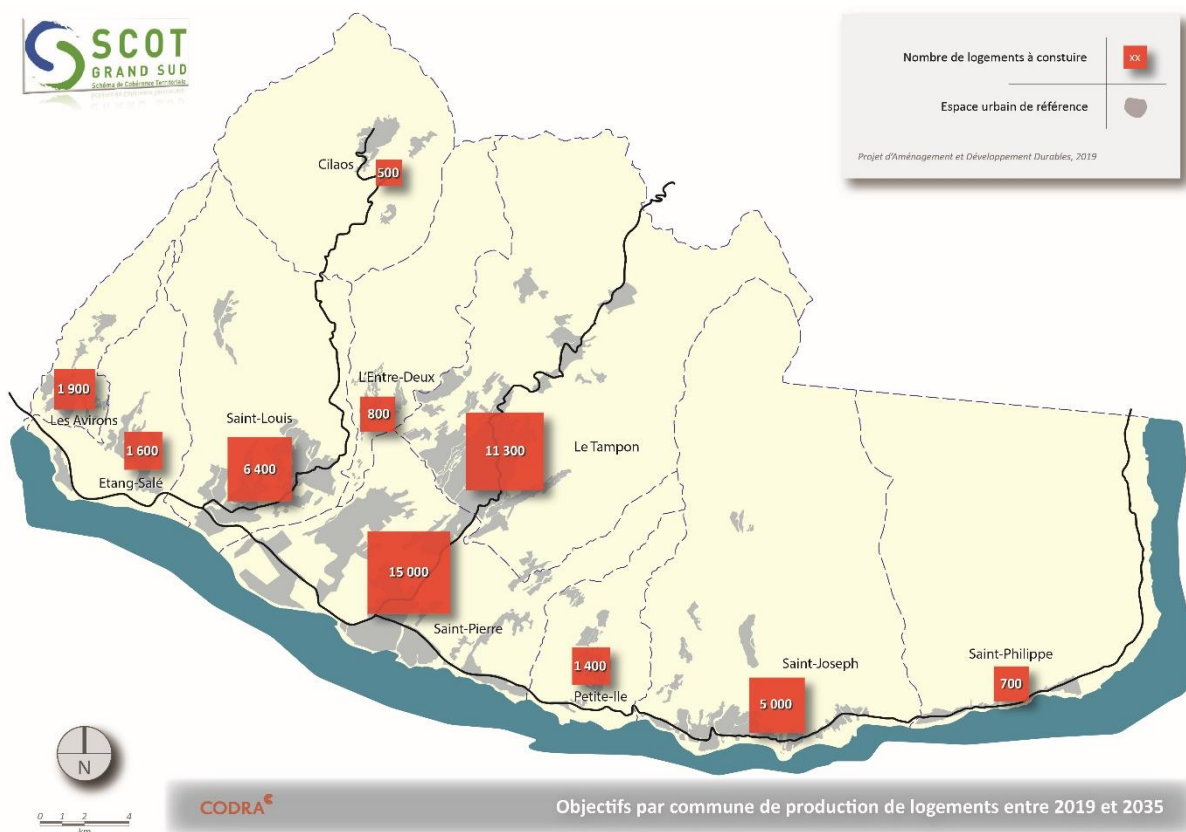 SCOT
GRAND SUD
Schéma de Cohérence Territoriale
Nombre de logements à constuire
xx
Espace urbain de référence
Projet d'Aménagement et Développement Durables, 2019
Cilaos
500
1 900
Les Avirons
1 600
Etang-Salé
Saint-Louis
6 400
L'Entre-Deux
800
11 300
Le Tampon
15 000
Saint-Pierre
1 400
Petite-Ile
Saint-Joseph
5 000
Saint-Philippe
700
N
0 1 2 4
km
CODRA
Objectifs par commune de production de logements entre 2019 et 2035